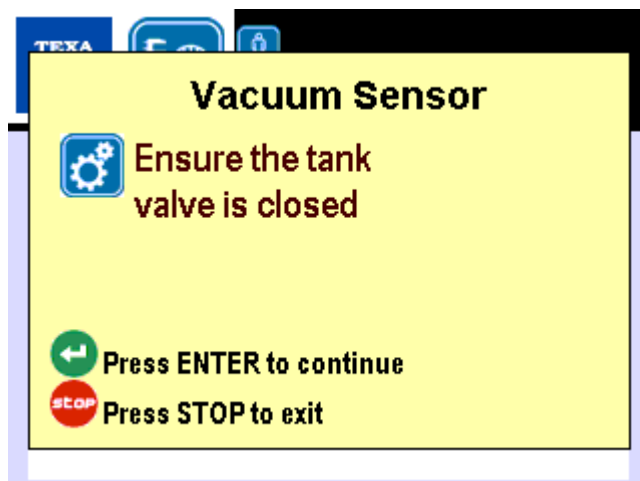 TEXA
Vacuum Sensor
Ensure the tank
valve is closed
Press ENTER to continue
stop Press STOP to exit